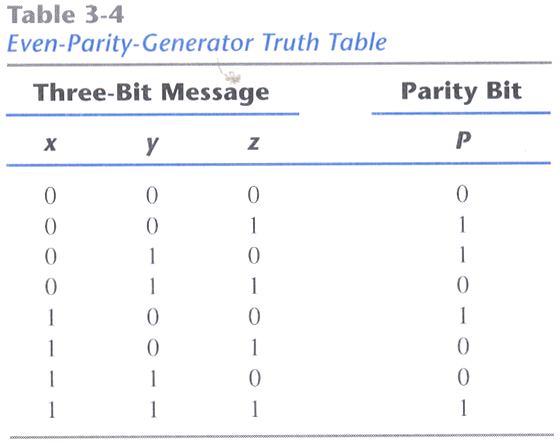 Table 3-4
Even-Parity-Generator Truth Table
Three-Bit Message Parity Bit
x y z P
0 0 0 0
0 0 1 1
0 1 0 1
0 1 1 0
1 0 0 1
1 0 1 0
1 1 0 0
1 1 1 1